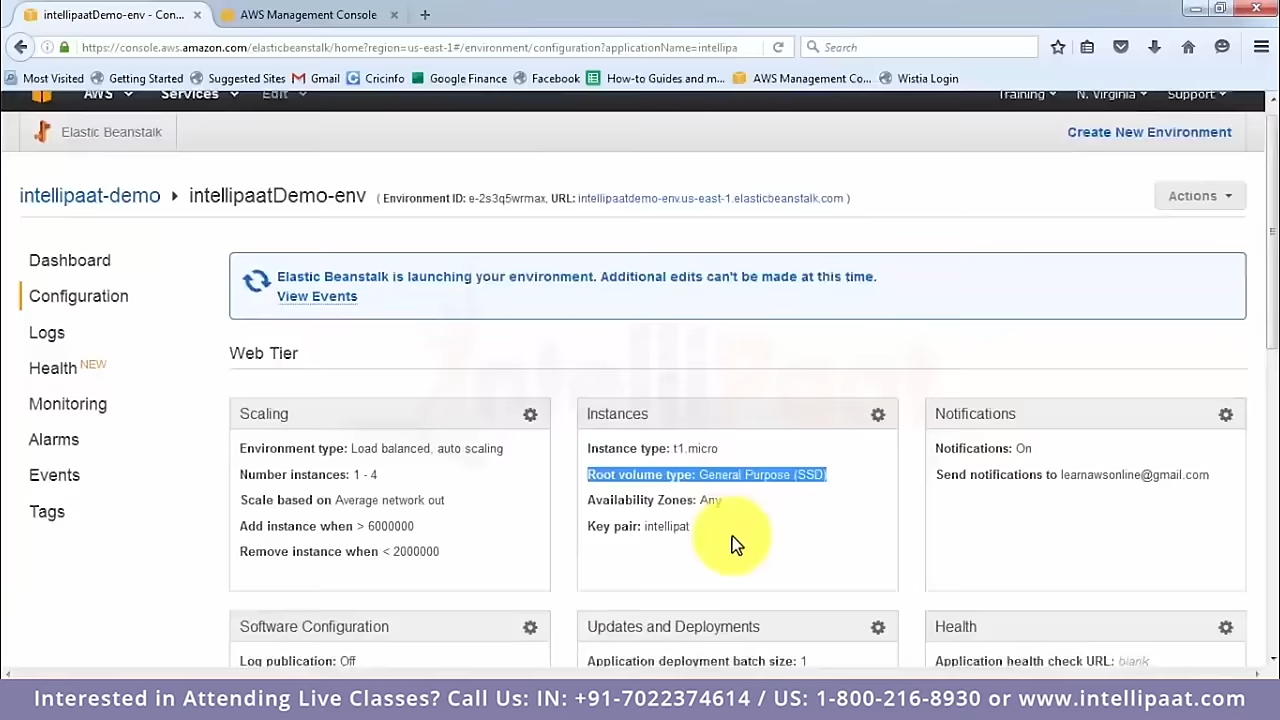 intellipaatDemo-env - Con...
AWS Management Console
https://console.aws.amazon.com/elasticbeanstalk/home?region=us-east-1#/environment/configuration?applicationName=intellipa
Search
Most Visited
Getting Started
Suggested Sites
Gmail
Cricinfo
Google Finance
Facebook
How-to Guides and m...
AWS Management Co...
Wistia Login
AWS
Services
Edit
Training
N. Virginia
Support
Elastic Beanstalk
Create New Environment
intellipaat-demo
intellipaatDemo-env
( Environment ID: e-2s3q5wrmax, URL: intellipaatdemo-env.us-east-1.elasticbeanstalk.com )
Actions
Dashboard
Configuration
Logs
Health NEW
Monitoring
Alarms
Events
Tags
Elastic Beanstalk is launching your environment. Additional edits can't be made at this time.
View Events
Web Tier
Scaling
Environment type: Load balanced, auto scaling
Number instances: 1 - 4
Scale based on Average network out
Add instance when > 6000000
Remove instance when < 2000000
Instances
Instance type: t1.micro
Root volume type: General Purpose (SSD)
Availability Zones: Any
Key pair: intellipat
Notifications
Notifications: On
Send notifications to learnawsonline@gmail.com
Software Configuration
Log publication: Off
Updates and Deployments
Application deployment batch size: 1
Health
Application health check URL: blank
Interested in Attending Live Classes? Call Us: IN: +91-7022374614 / US: 1-800-216-8930 or www.intellipaat.com